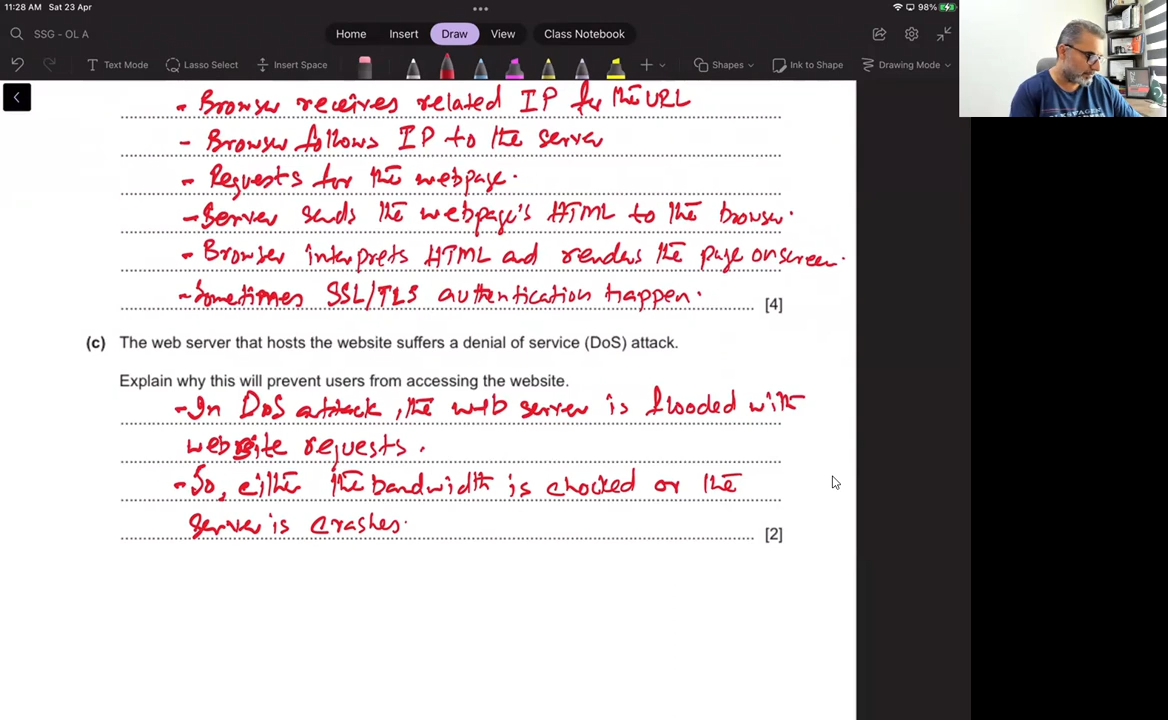 11:28 AM Sat 23 Apr
98%
SSG - OL A
Home Insert Draw View Class Notebook
Text Mode Lasso Select Insert Space Shapes Ink to Shape Drawing Mode
- Browser receives related IP for the URL
- Browser follows IP to the server
- Requests for the webpage.
- Server sends the webpage's HTML to the browser.
- Browser interprets HTML and renders the page on screen.
- Sometimes SSL/TLS authentication happen.
[4]
(c) The web server that hosts the website suffers a denial of service (DoS) attack.
Explain why this will prevent users from accessing the website.
- In DoS attack, the web server is flooded with
website requests.
- So, either the bandwidth is chocked or the
server is crashes.
[2]